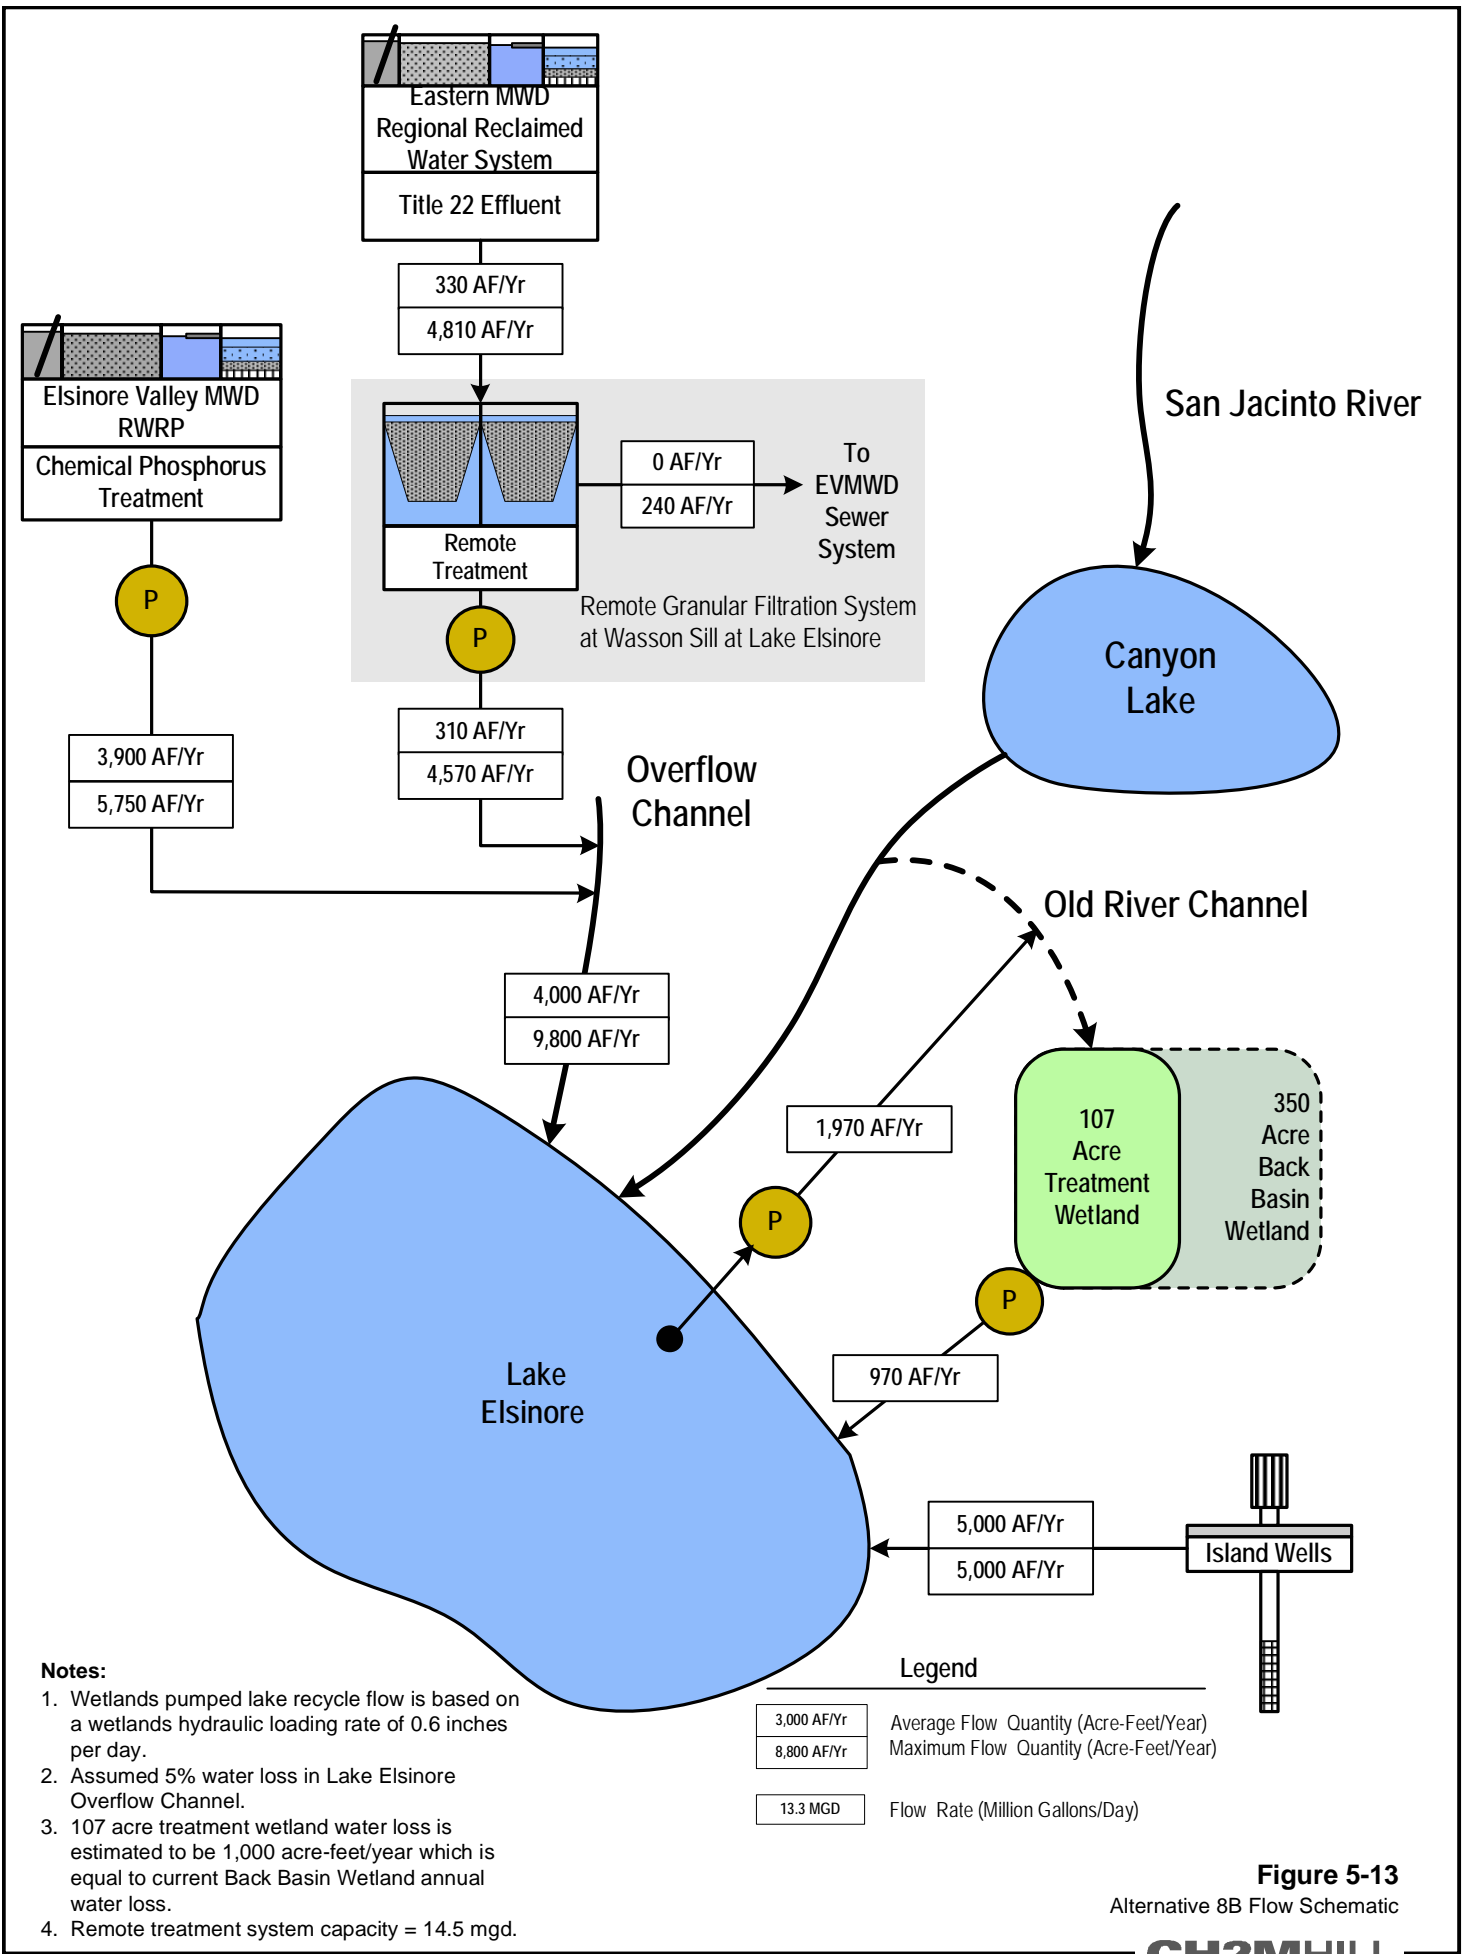 Eastern MWD
Regional Reclaimed
Water System
Title 22 Effluent
330 AF/Yr
4,810 AF/Yr
Elsinore Valley MWD
RWRP
Chemical Phosphorus
Treatment
P
3,900 AF/Yr
5,750 AF/Yr
Remote
Treatment
0 AF/Yr
240 AF/Yr
To
EVMWD
Sewer
System
Remote Granular Filtration System
at Wasson Sill at Lake Elsinore
P
310 AF/Yr
4,570 AF/Yr
Overflow
Channel
San Jacinto River
Canyon
Lake
Old River Channel
4,000 AF/Yr
9,800 AF/Yr
1,970 AF/Yr
P
107
Acre
Treatment
Wetland
350
Acre
Back
Basin
Wetland
P
970 AF/Yr
Lake
Elsinore
5,000 AF/Yr
5,000 AF/Yr
Island Wells
Notes:
1. Wetlands pumped lake recycle flow is based on
a wetlands hydraulic loading rate of 0.6 inches
per day.
2. Assumed 5% water loss in Lake Elsinore
Overflow Channel.
3. 107 acre treatment wetland water loss is
estimated to be 1,000 acre-feet/year which is
equal to current Back Basin Wetland annual
water loss.
4. Remote treatment system capacity = 14.5 mgd.
Legend
3,000 AF/Yr
8,800 AF/Yr
Average Flow Quantity (Acre-Feet/Year)
Maximum Flow Quantity (Acre-Feet/Year)
13.3 MGD
Flow Rate (Million Gallons/Day)
Figure 5-13
Alternative 8B Flow Schematic
CH2MHILL